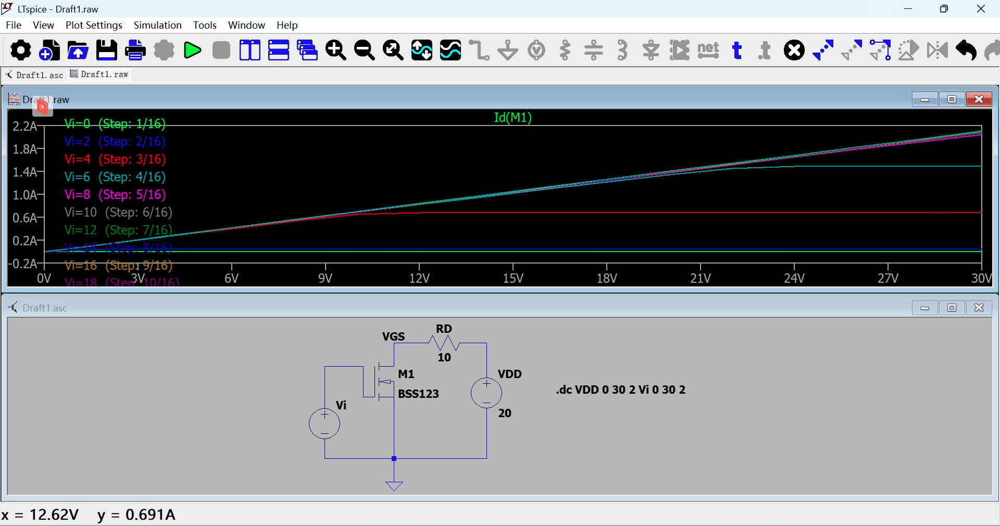 LTspice - Draft1.raw
File View Plot Settings Simulation Tools Window Help
net t .t
Draft1.asc Draft1.raw
Draft1.raw
Id(M1)
2.2A
1.8A
1.4A
1.0A
0.6A
0.2A
-0.2A
Vi=0 (Step: 1/16)
Vi=2 (Step: 2/16)
Vi=4 (Step: 3/16)
Vi=6 (Step: 4/16)
Vi=8 (Step: 5/16)
Vi=10 (Step: 6/16)
Vi=12 (Step: 7/16)
Vi=14 (Step: 8/16)
Vi=16 (Step: 9/16)
Vi=18 (Step: 10/16)
0V 3V 6V 9V 12V 15V 18V 21V 24V 27V 30V
Draft1.asc
RD
VGS
10
M1
VDD
BSS123
.dc VDD 0 30 2 Vi 0 30 2
Vi
20
x = 12.62V y = 0.691A